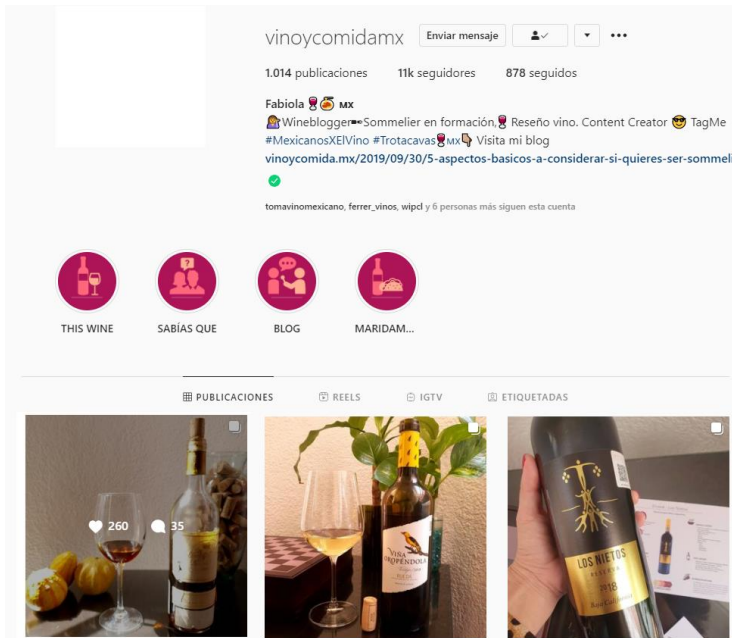 vinoycomidamx Enviar mensaje
1.014 publicaciones 11k seguidores 878 seguidos
Fabiola 🍷🥘 MX
🤷‍♀️Wineblogger✒Sommelier en formación,🍷 Reseño vino. Content Creator 😎 TagMe
#MexicanosXElVino #Trotacavas🍷MX👇 Visita mi blog
vinoycomida.mx/2019/09/30/5-aspectos-basicos-a-considerar-si-quieres-ser-sommeli
tomavinomexicano, ferrer_vinos, wipcl y 6 personas más siguen esta cuenta
THIS WINE SABÍAS QUE BLOG MARIDAM...
PUBLICACIONES REELS IGTV ETIQUETADAS
260 35
VIÑA
OROPÉNDOLA
RUEDA
LOS NIETOS
RESERVA
2018